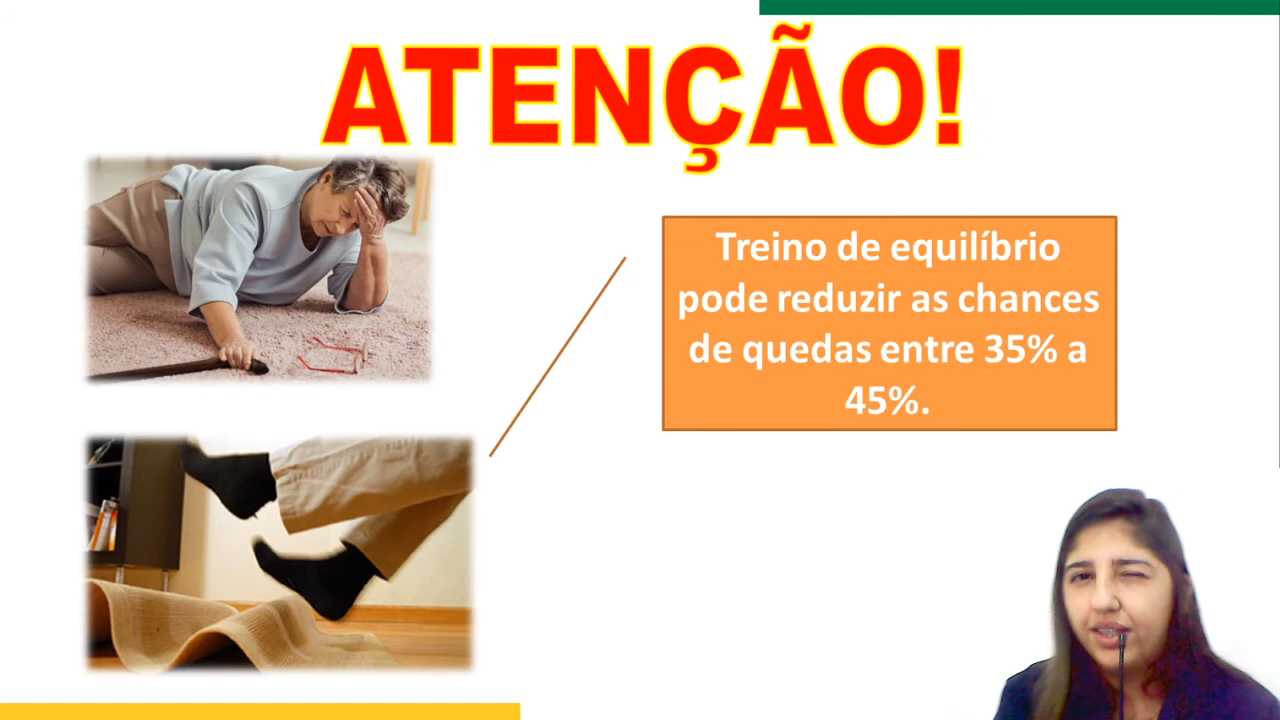 ATENÇÃO!
Treino de equilíbrio
pode reduzir as chances
de quedas entre 35% a
45%.